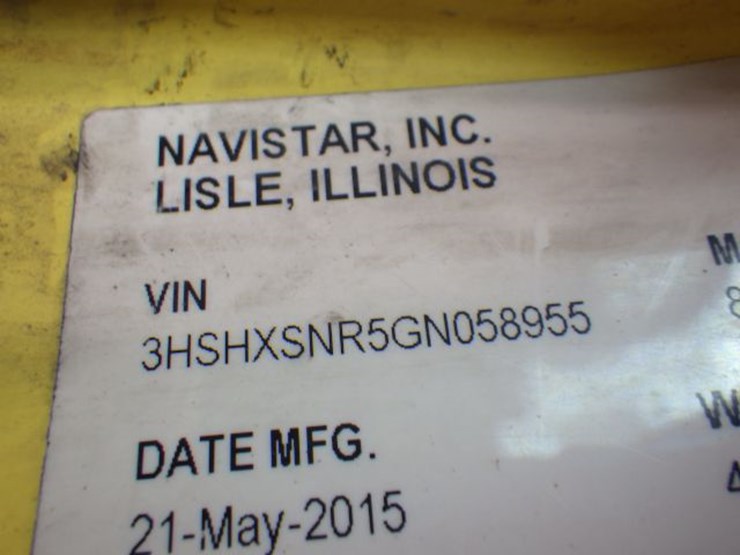 NAVISTAR, INC.
LISLE, ILLINOIS
VIN
3HSHXSNR5GN058955
DATE MFG.
21-May-2015